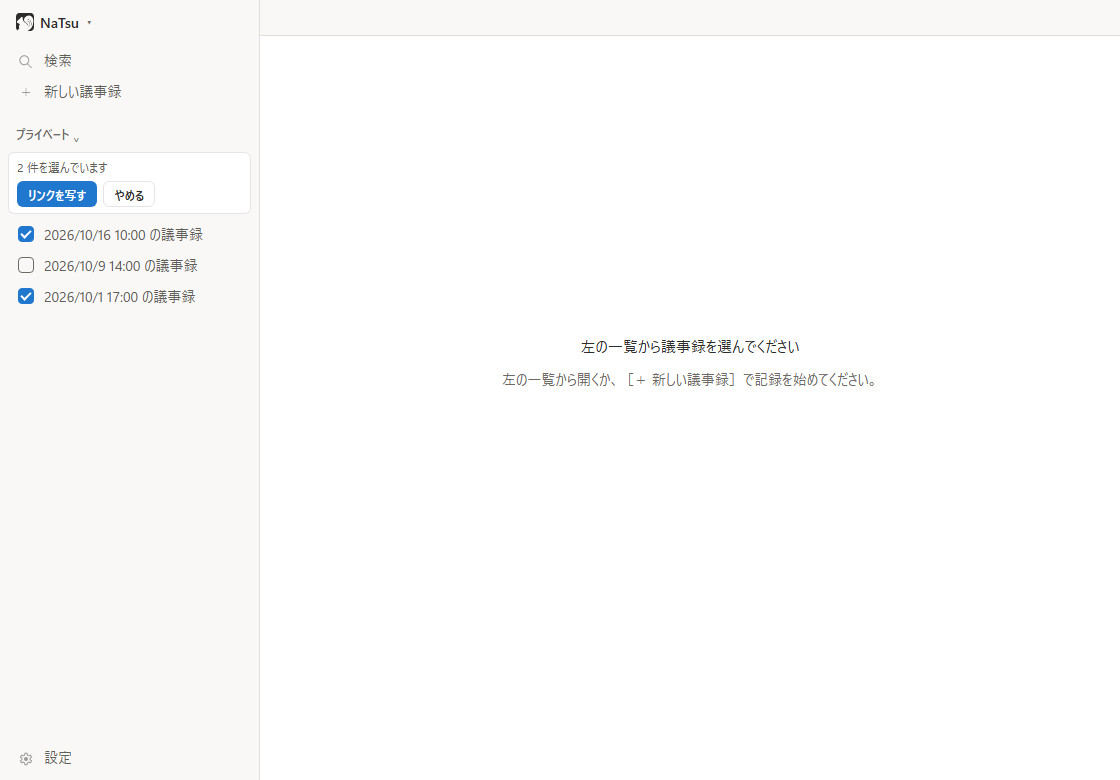 NaTsu
検索
+ 新しい議事録
プライベート
2 件を選んでいます
リンクを写す やめる
2026/10/16 10:00 の議事録
2026/10/9 14:00 の議事録
2026/10/1 17:00 の議事録
左の一覧から議事録を選んでください
左の一覧から開くか、［+ 新しい議事録］で記録を始めてください。
設定